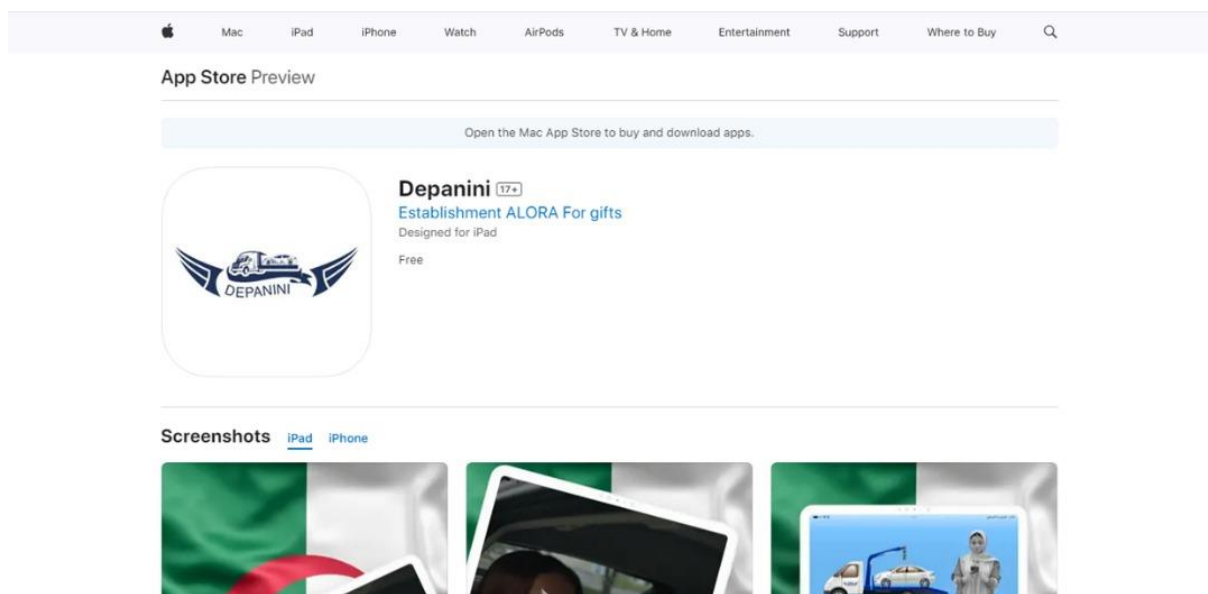 Mac iPad iPhone Watch AirPods TV & Home Entertainment Support Where to Buy
App Store Preview
Open the Mac App Store to buy and download apps.
Depanini 17+
Establishment ALORA For gifts
Designed for iPad
Free
DEPANINI
Screenshots iPad iPhone